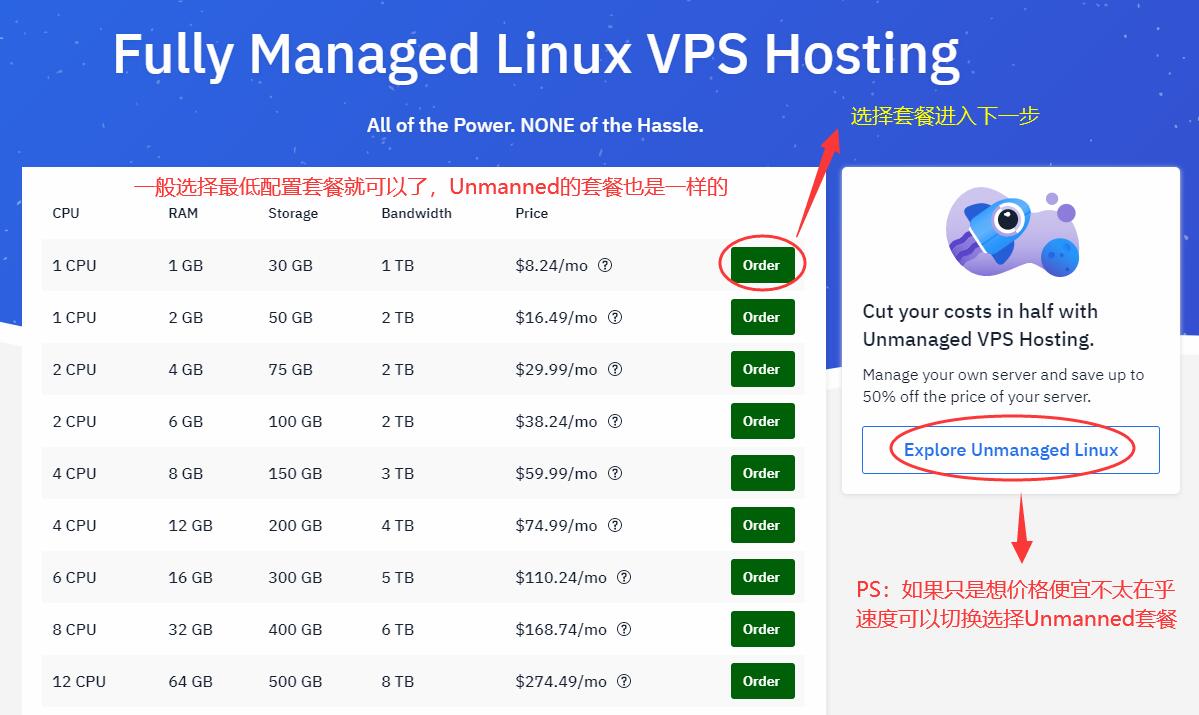 Fully Managed Linux VPS Hosting
All of the Power. NONE of the Hassle.
选择套餐进入下一步
一般选择最低配置套餐就可以了，Unmanned的套餐也是一样的
CPU RAM Storage Bandwidth Price
1 CPU 1 GB 30 GB 1 TB $8.24/mo ? Order
1 CPU 2 GB 50 GB 2 TB $16.49/mo ? Order
2 CPU 4 GB 75 GB 2 TB $29.99/mo ? Order
2 CPU 6 GB 100 GB 2 TB $38.24/mo ? Order
4 CPU 8 GB 150 GB 3 TB $59.99/mo ? Order
4 CPU 12 GB 200 GB 4 TB $74.99/mo ? Order
6 CPU 16 GB 300 GB 5 TB $110.24/mo ? Order
8 CPU 32 GB 400 GB 6 TB $168.74/mo ? Order
12 CPU 64 GB 500 GB 8 TB $274.49/mo ? Order
Cut your costs in half with
Unmanaged VPS Hosting.
Manage your own server and save up to
50% off the price of your server.
Explore Unmanaged Linux
PS：如果只是想价格便宜不太在乎
速度可以切换选择Unmanned套餐